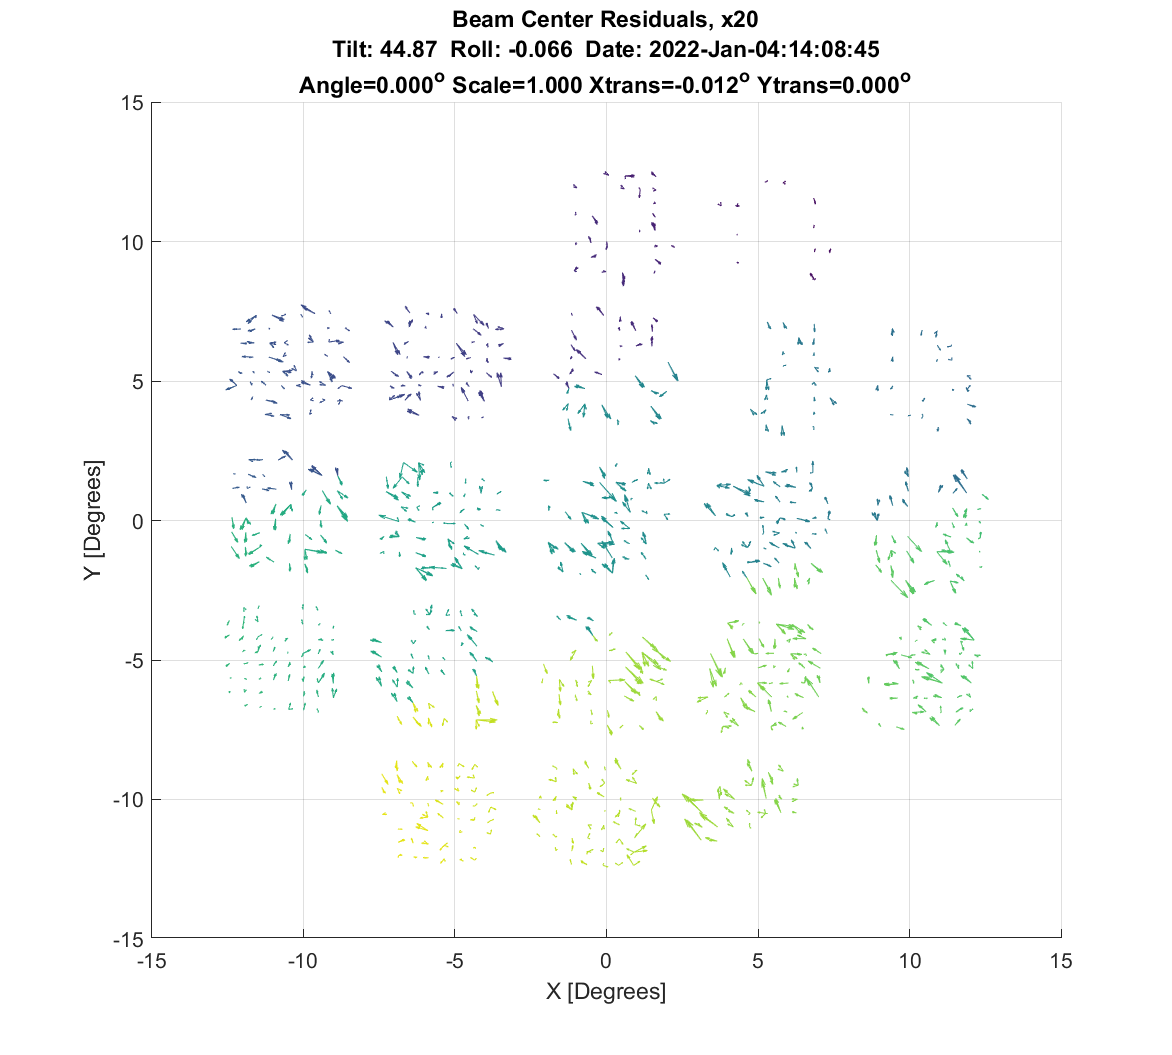 Beam Center Residuals, x20
Tilt: 44.87 Roll: -0.066 Date: 2022-Jan-04:14:08:45
Angle=0.000° Scale=1.000 Xtrans=-0.012° Ytrans=0.000°
15
10
5
0
-5
-10
-15
Y [Degrees]
-15 -10 -5 0 5 10 15
X [Degrees]